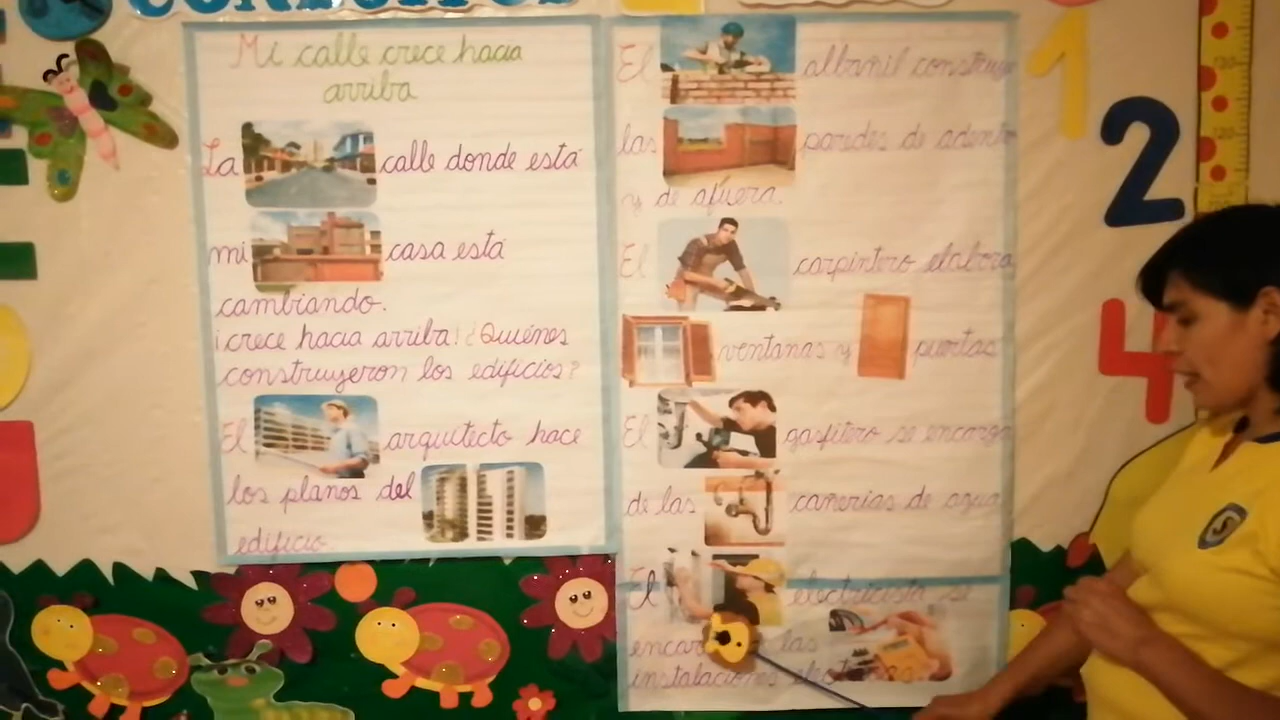 Mi calle crece hacia
arriba
La calle donde está
mi casa está
cambiando.
¡crece hacia arriba! ¿Quiénes
construyeron los edificios?
El arquitecto hace
los planos del
edificio.
El albañil construye
las paredes de adentro
y de afuera.
El carpintero elabora
ventanas y puertas
El gasfitero se encarga
de las cañerías de agua
El electricista se
las
instalaciones
1
2
4